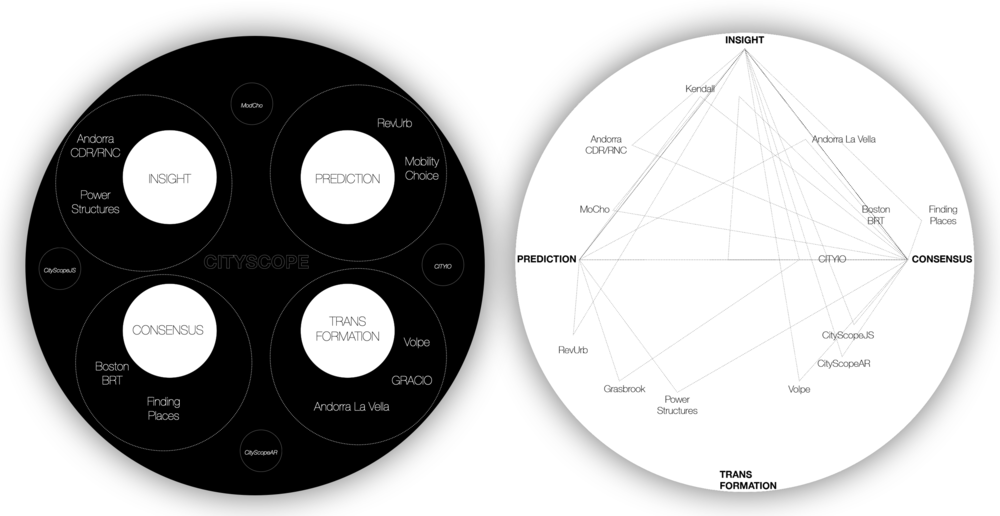 ModCho
Andorra
CDR/RNC
Power
Structures
INSIGHT
RevUrb
PREDICTION
Mobility
Choice
CityScopeJS
CITYSCOPE
CITYIO
CONSENSUS
Boston
BRT
Finding
Places
TRANS
FORMATION
Volpe
GRACIO
Andorra La Vella
CityScopeAR
INSIGHT
Kendall
Andorra
CDR/RNC
Andorra La Vella
MoCho
Boston
BRT
Finding
Places
PREDICTION
CITYIO
CONSENSUS
CityScopeJS
RevUrb
CityScopeAR
Grasbrook
Power
Structures
Volpe
TRANS
FORMATION